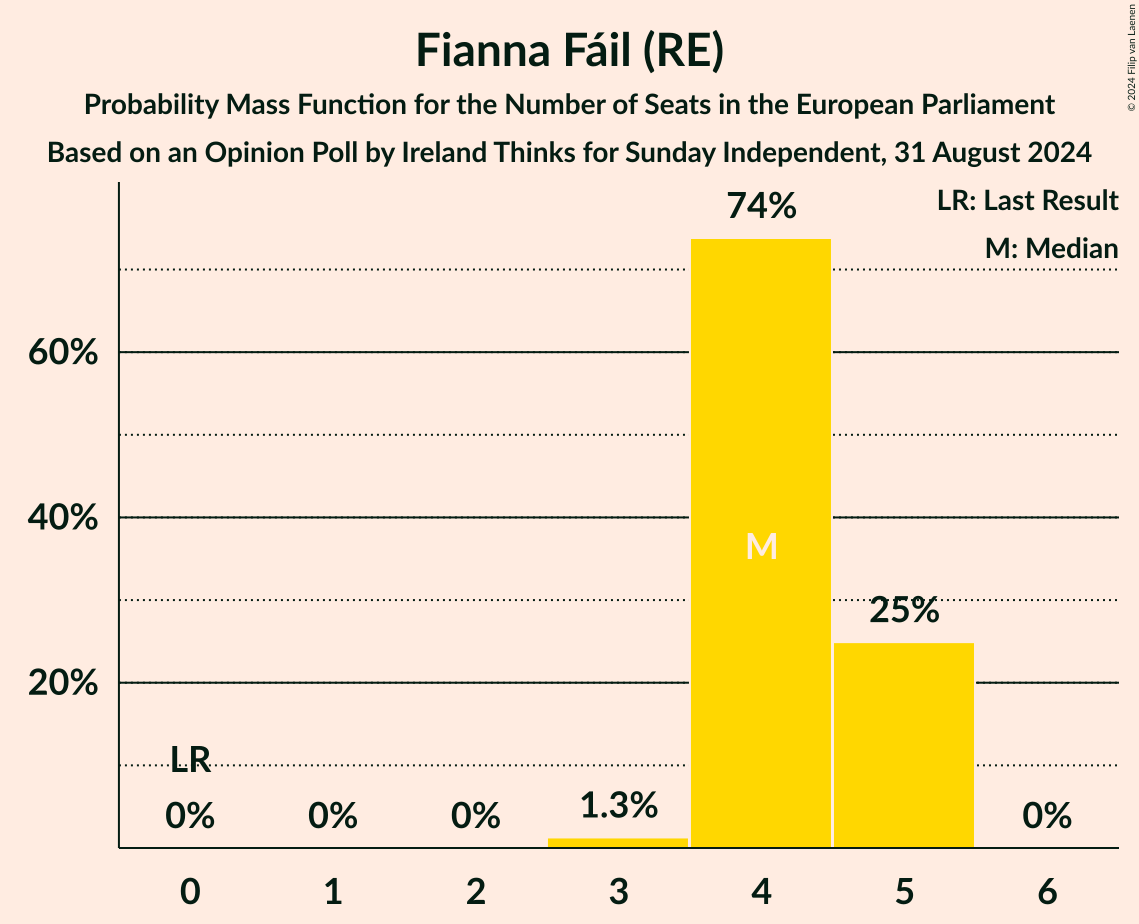 Fianna Fáil (RE)
Probability Mass Function for the Number of Seats in the European Parliament
Based on an Opinion Poll by Ireland Thinks for Sunday Independent, 31 August 2024
© 2024 Filip van Laenen
LR: Last Result
M: Median
74%
60%
40%
M
25%
20%
LR
0%
0%
0%
1.3%
0%
0
1
2
3
4
5
6